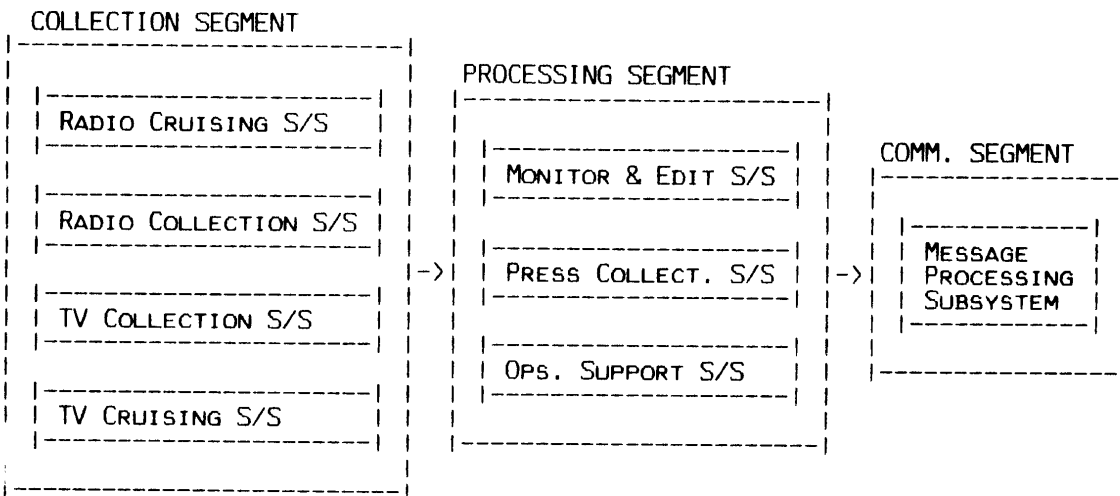 COLLECTION SEGMENT
RADIO CRUISING S/S
RADIO COLLECTION S/S
TV COLLECTION S/S
TV CRUISING S/S
PROCESSING SEGMENT
MONITOR & EDIT S/S
PRESS COLLECT. S/S
OPS. SUPPORT S/S
COMM. SEGMENT
MESSAGE
PROCESSING
SUBSYSTEM